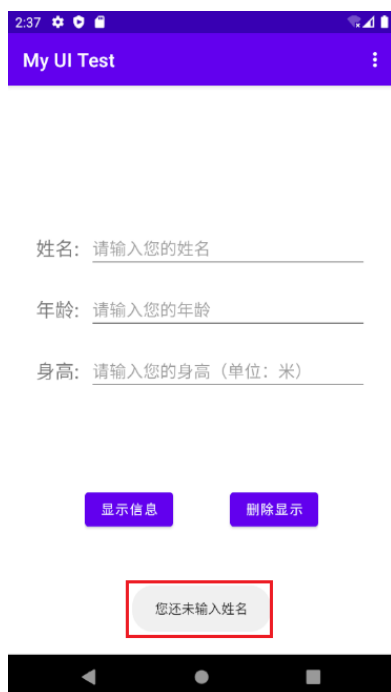 2:37
My UI Test
姓名: 请输入您的姓名
年龄: 请输入您的年龄
身高: 请输入您的身高（单位：米）
显示信息 删除显示
您还未输入姓名